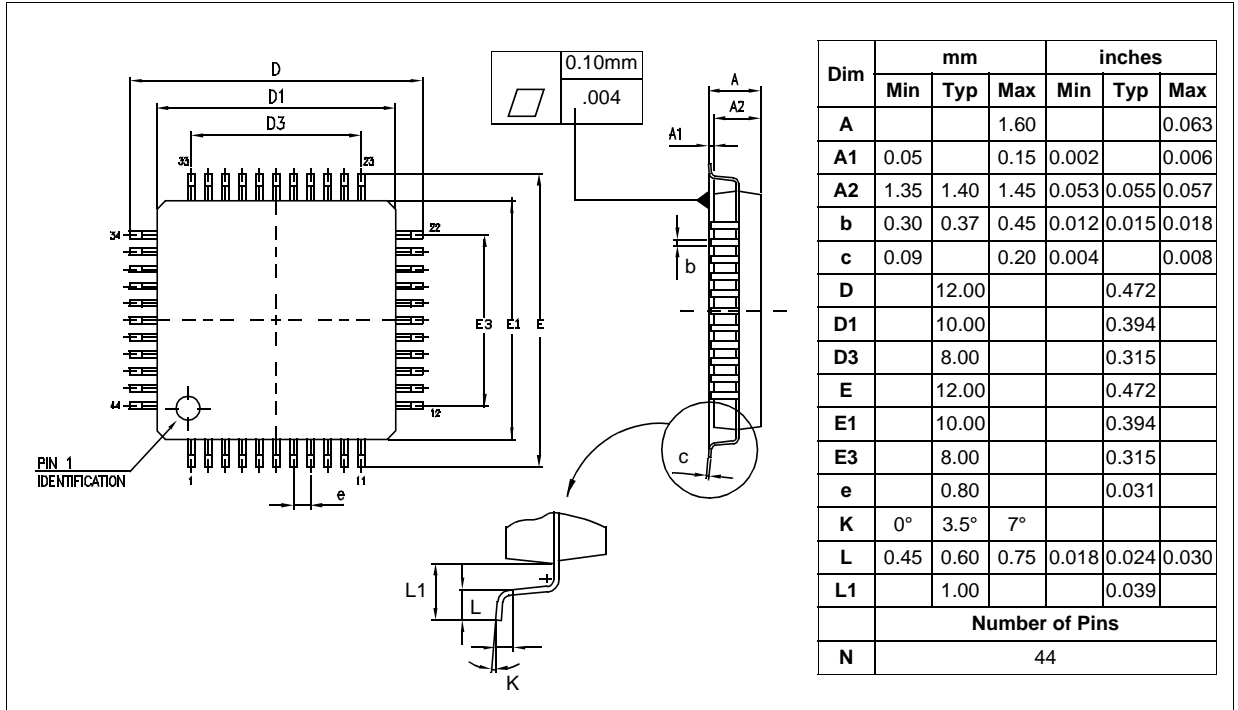 D
D1
D3
33 23
34 22
44 12
E3 E1 E
PIN 1
IDENTIFICATION
1 11
e
0.10mm
.004
A
A2
A1
b
c
L1
L
K
Dim mm inches
Min Typ Max Min Typ Max
A 1.60 0.063
A1 0.05 0.15 0.002 0.006
A2 1.35 1.40 1.45 0.053 0.055 0.057
b 0.30 0.37 0.45 0.012 0.015 0.018
c 0.09 0.20 0.004 0.008
D 12.00 0.472
D1 10.00 0.394
D3 8.00 0.315
E 12.00 0.472
E1 10.00 0.394
E3 8.00 0.315
e 0.80 0.031
K 0° 3.5° 7°
L 0.45 0.60 0.75 0.018 0.024 0.030
L1 1.00 0.039
Number of Pins
N 44